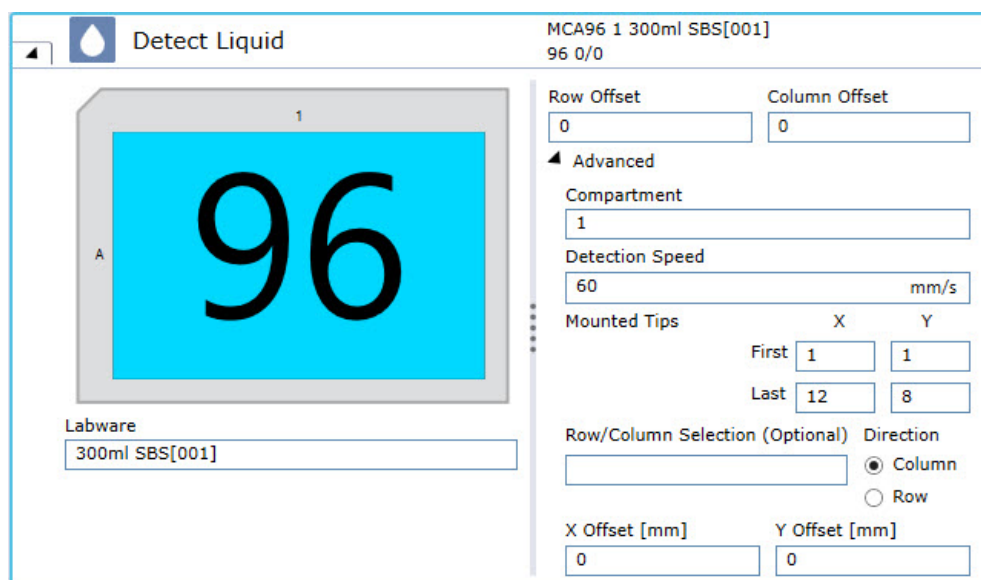 Detect Liquid
MCA96 1 300ml SBS[001]
96 0/0
1
A
96
Labware
300ml SBS[001]
Row Offset Column Offset
0 0
Advanced
Compartment
1
Detection Speed
60 mm/s
Mounted Tips X Y
First 1 1
Last 12 8
Row/Column Selection (Optional) Direction
Column
Row
X Offset [mm] Y Offset [mm]
0 0